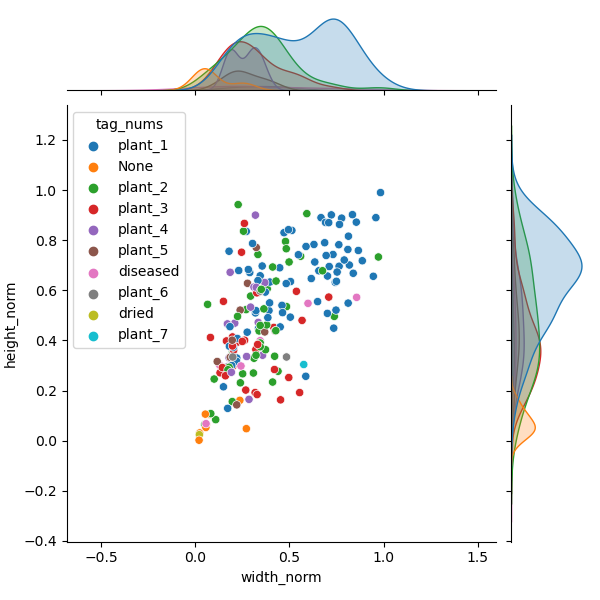 tag_nums
plant_1
None
plant_2
plant_3
plant_4
plant_5
diseased
plant_6
dried
plant_7
height_norm
1.2
1.0
0.8
0.6
0.4
0.2
0.0
−0.2
−0.4
−0.5
0.0
0.5
1.0
1.5
width_norm